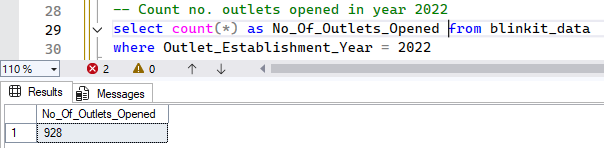 28 -- Count no. outlets opened in year 2022
29 select count(*) as No_Of_Outlets_Opened from blinkit_data
30 where Outlet_Establishment_Year = 2022
110 % 2 0
Results Messages
No_Of_Outlets_Opened
1 928